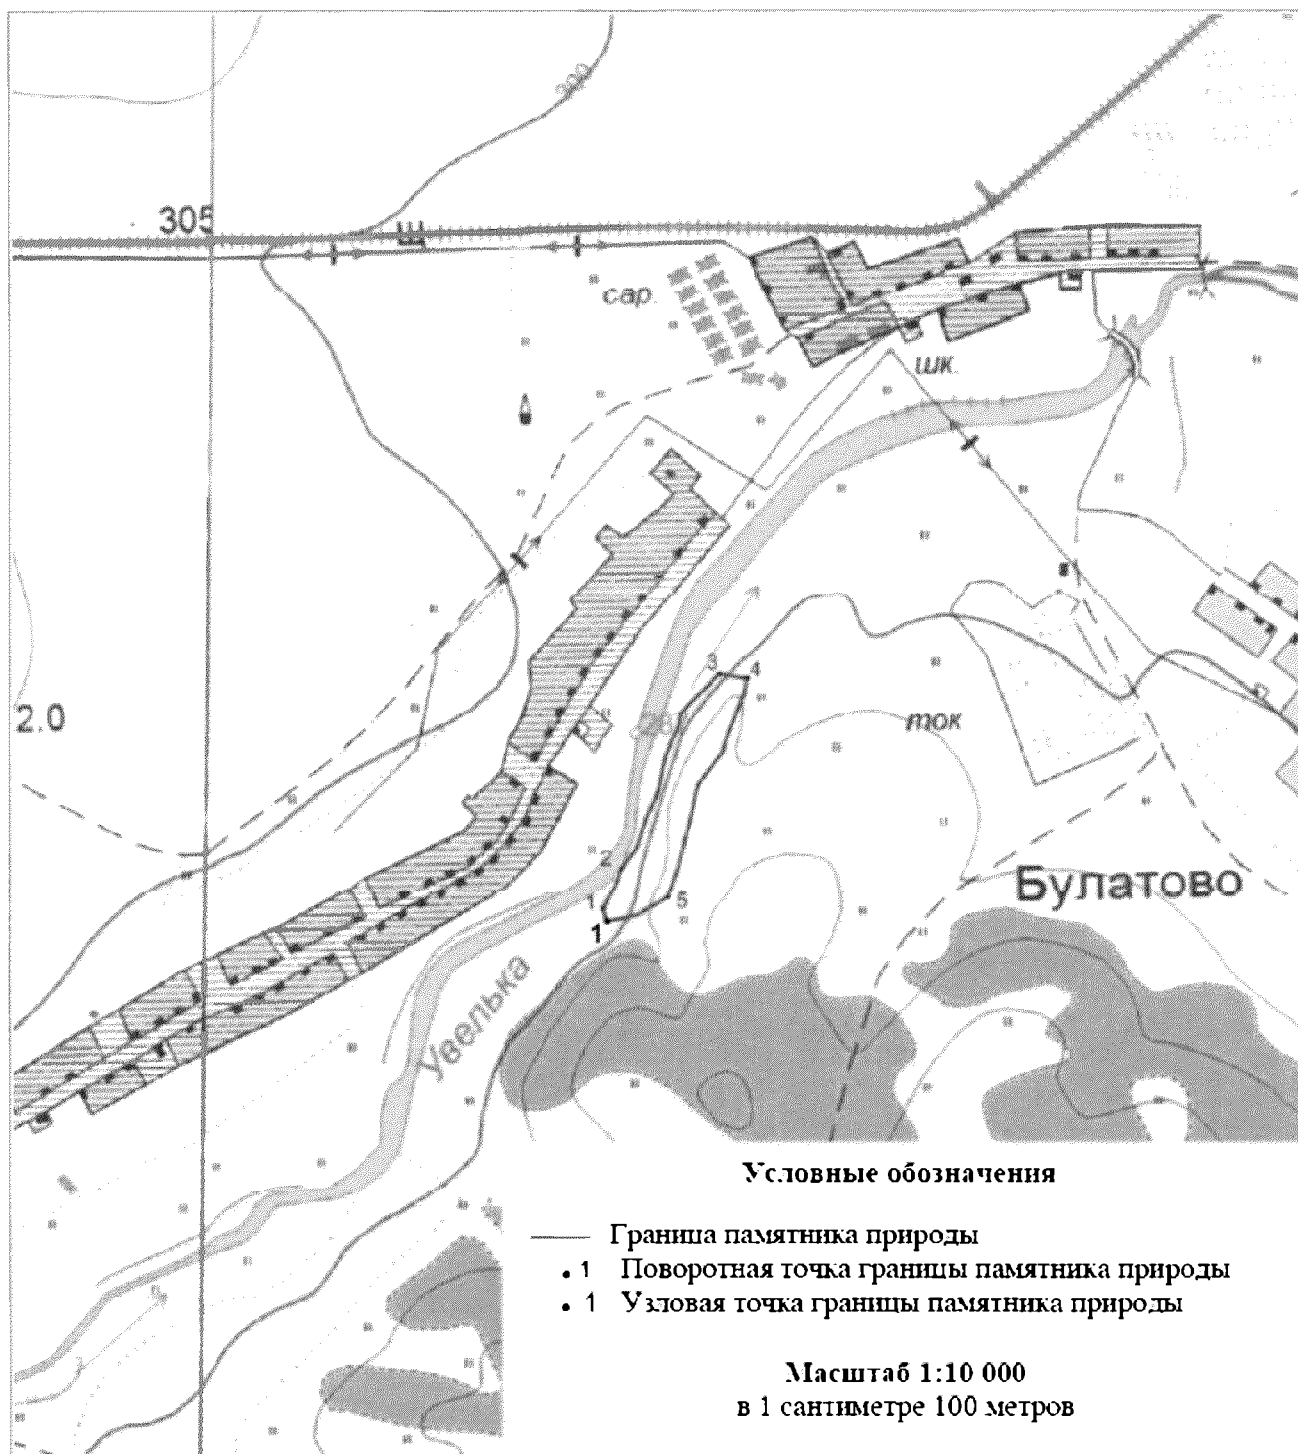 305
сар.
шк.
3
4
2.0
ток
2
Булатово
1
5
1
Увелька
Условные обозначения
Граница памятника природы
1 Поворотная точка границы памятника природы
1 Узловая точка границы памятника природы
Масштаб 1:10 000
в 1 сантиметре 100 метров